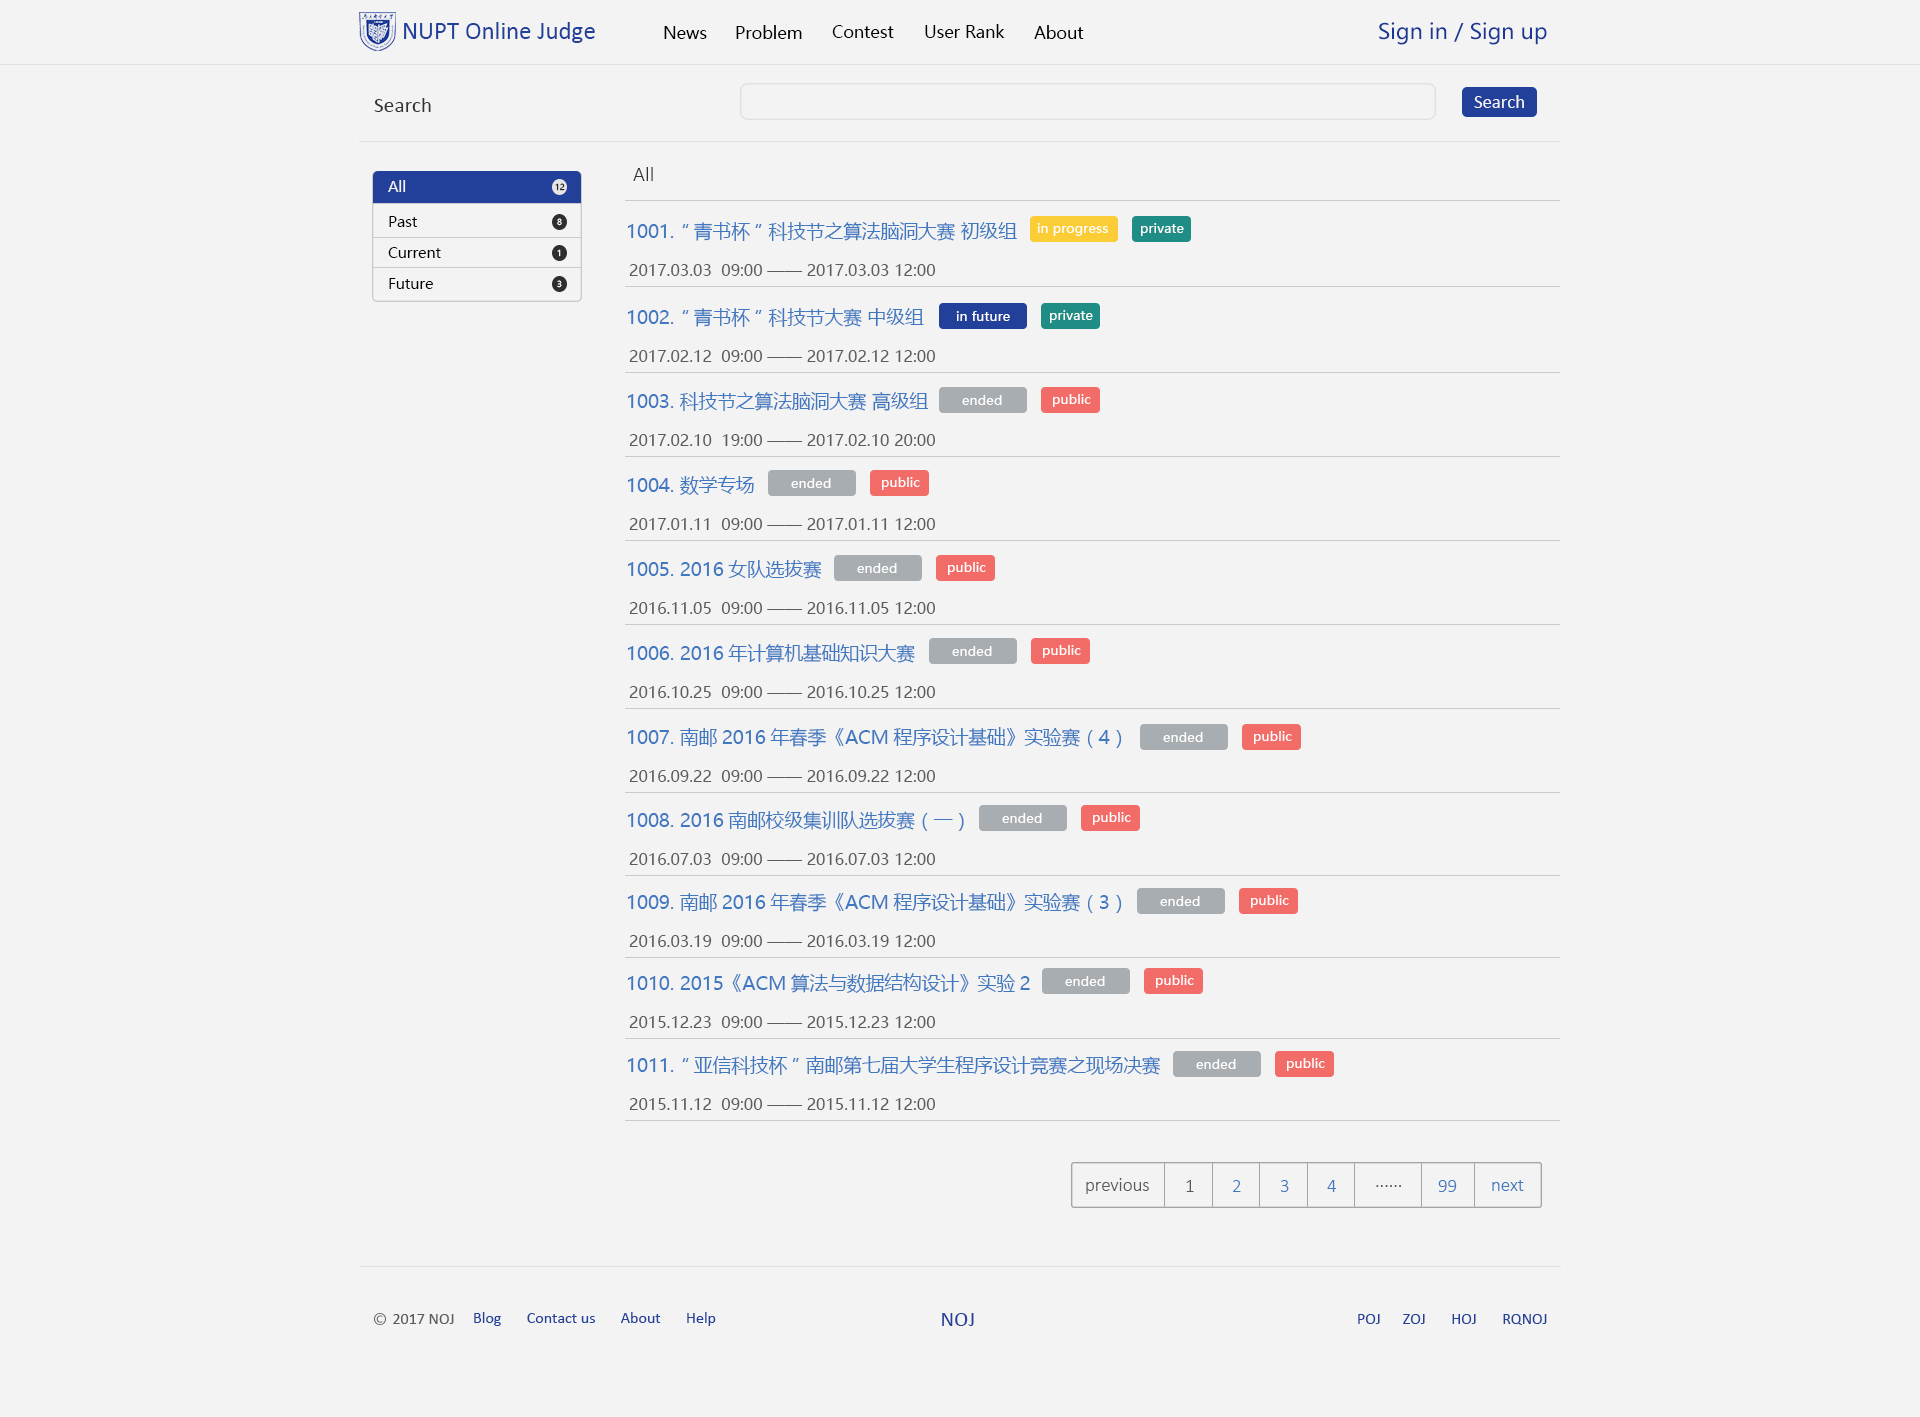 NUPT Online Judge News Problem Contest User Rank About Sign in / Sign up
Search Search
All 12
Past 8
Current 1
Future 3
All
1001. " 青书杯 " 科技节之算法脑洞大赛 初级组 in progress private
2017.03.03 09:00 —— 2017.03.03 12:00
1002. " 青书杯 " 科技节大赛 中级组 in future private
2017.02.12 09:00 —— 2017.02.12 12:00
1003. 科技节之算法脑洞大赛 高级组 ended public
2017.02.10 19:00 —— 2017.02.10 20:00
1004. 数学专场 ended public
2017.01.11 09:00 —— 2017.01.11 12:00
1005. 2016 女队选拔赛 ended public
2016.11.05 09:00 —— 2016.11.05 12:00
1006. 2016 年计算机基础知识大赛 ended public
2016.10.25 09:00 —— 2016.10.25 12:00
1007. 南邮 2016 年春季《ACM 程序设计基础》实验赛（4） ended public
2016.09.22 09:00 —— 2016.09.22 12:00
1008. 2016 南邮校级集训队选拔赛（一） ended public
2016.07.03 09:00 —— 2016.07.03 12:00
1009. 南邮 2016 年春季《ACM 程序设计基础》实验赛（3） ended public
2016.03.19 09:00 —— 2016.03.19 12:00
1010. 2015《ACM 算法与数据结构设计》实验 2 ended public
2015.12.23 09:00 —— 2015.12.23 12:00
1011. " 亚信科技杯 " 南邮第七届大学生程序设计竞赛之现场决赛 ended public
2015.11.12 09:00 —— 2015.11.12 12:00
previous 1 2 3 4 ······ 99 next
© 2017 NOJ Blog Contact us About Help NOJ POJ ZOJ HOJ RQNOJ